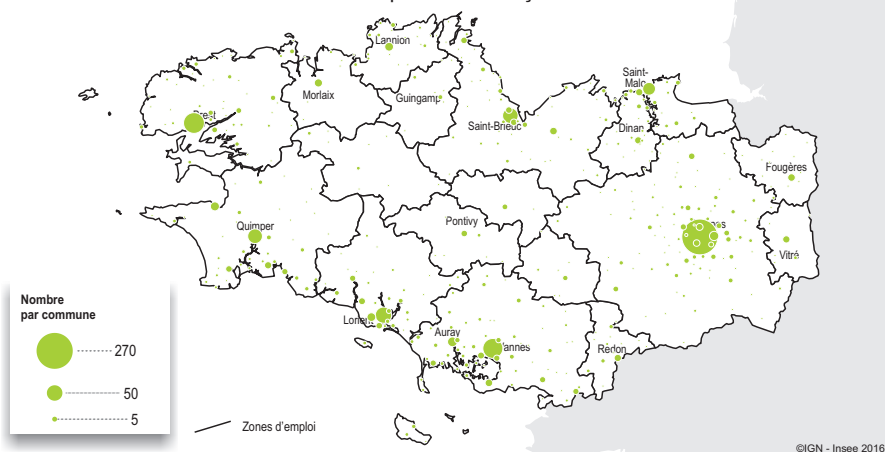 Lannion
Saint-
Malo
Morlaix
Guingamp
Brest
Saint-Brieuc
Dinan
Fougères
Quimper
Pontivy
Vitré
Lorient
Auray
Vannes
Redon
Nombre
par commune
270
50
5
Zones d'emploi
©IGN - Insee 2016